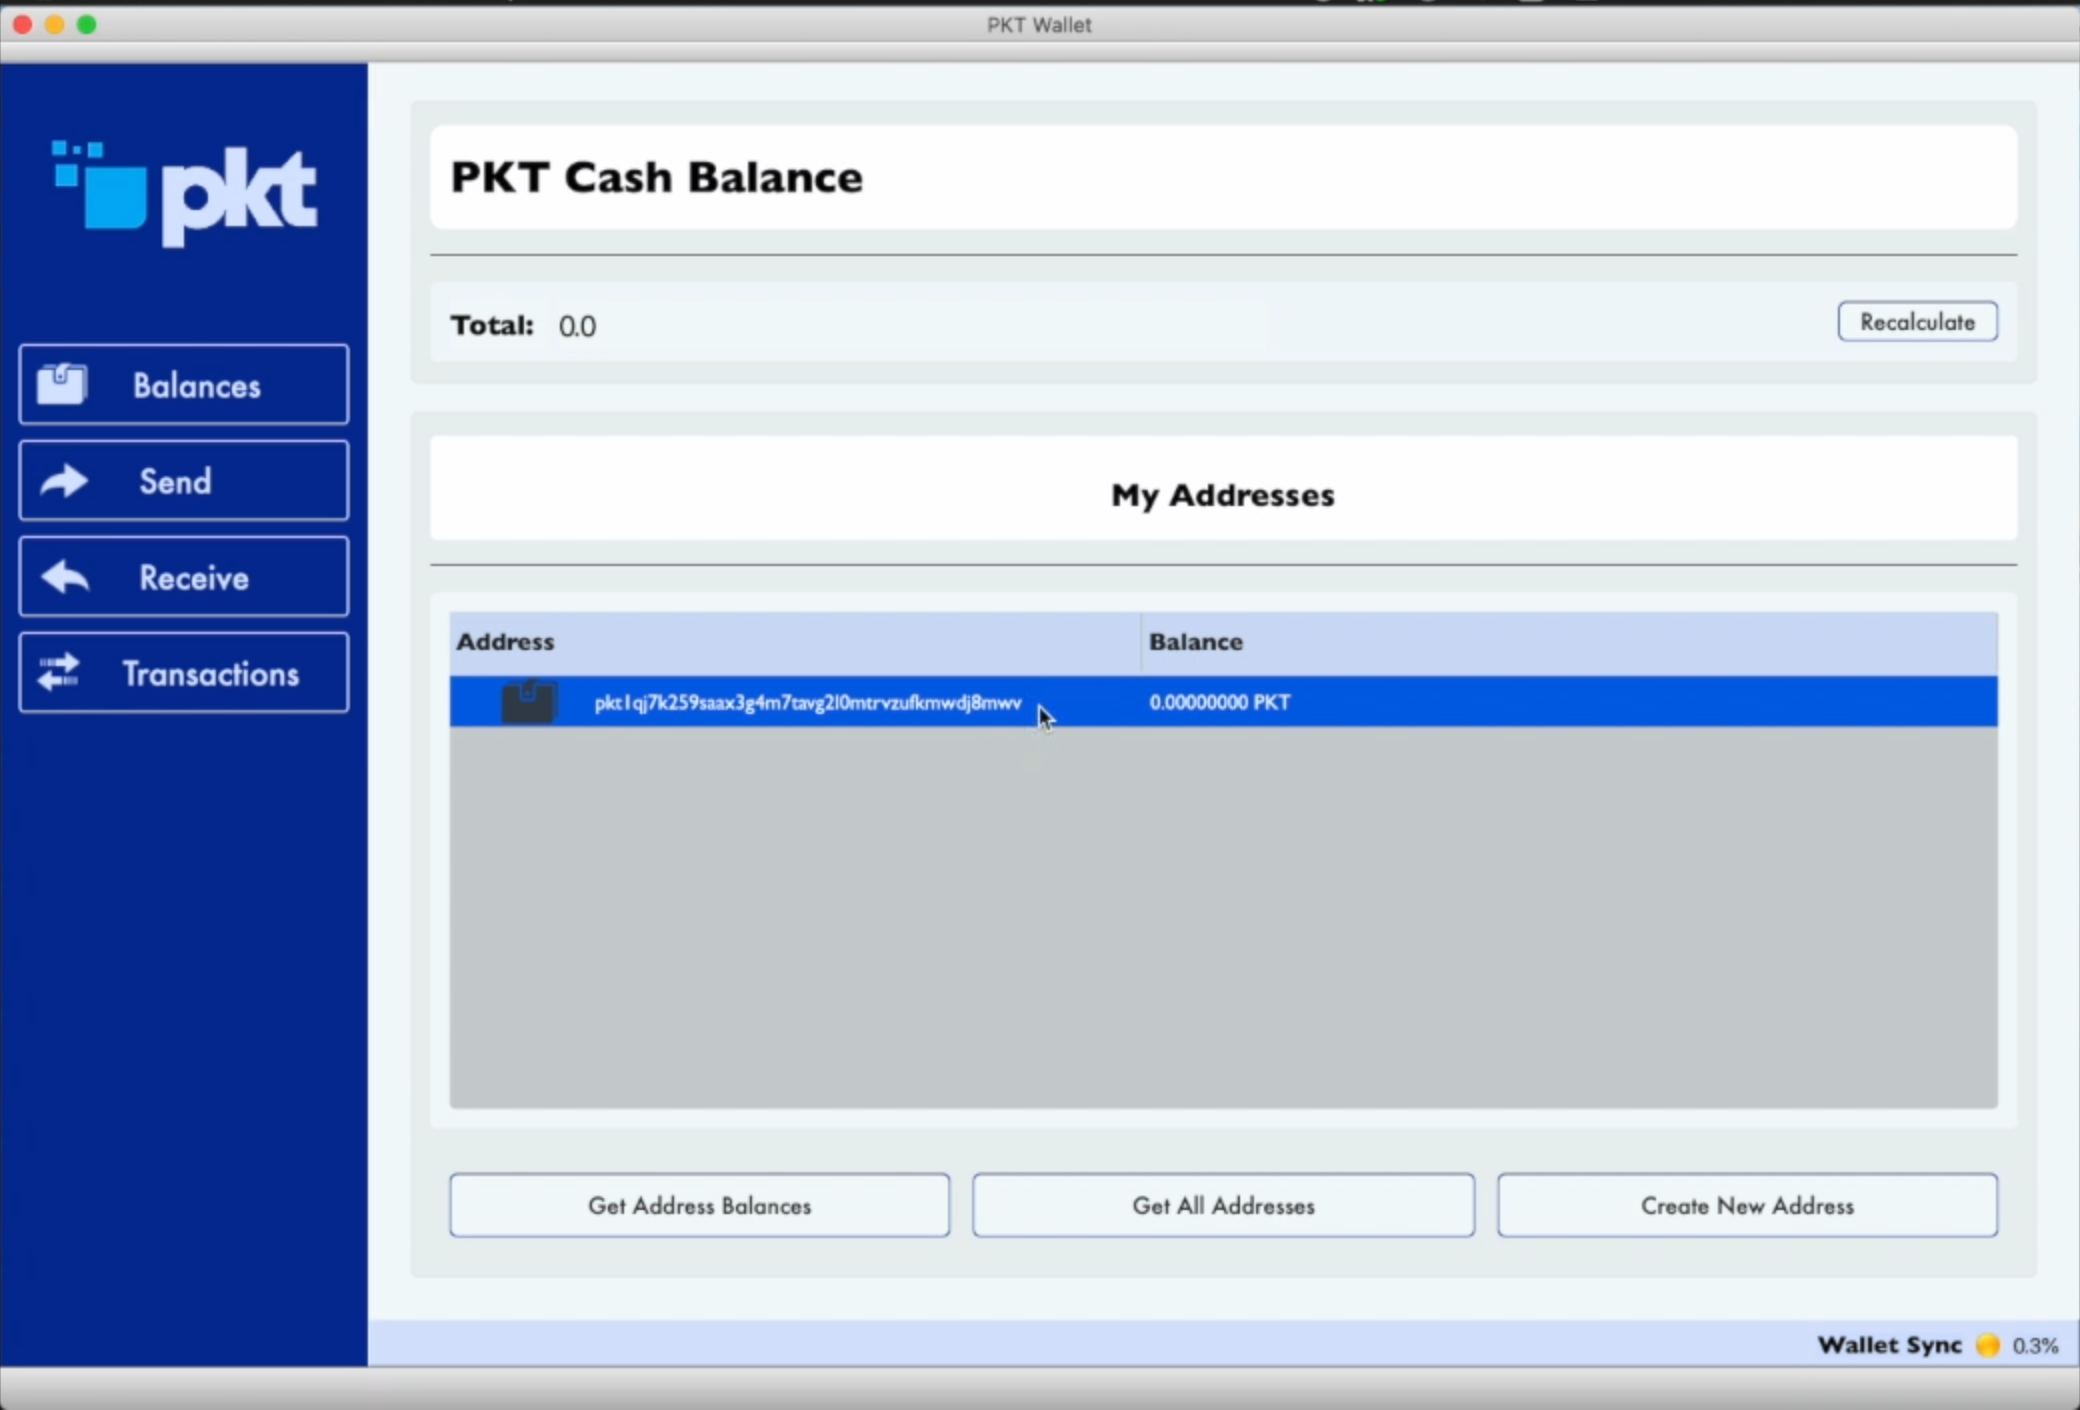 PKT Wallet
pkt
Balances
Send
Receive
Transactions
PKT Cash Balance
Total: 0.0
Recalculate
My Addresses
Address Balance
pkt1qj7k259saax3g4m7tavg2l0mtrvzufkmwdj8mwv 0.00000000 PKT
Get Address Balances
Get All Addresses
Create New Address
Wallet Sync 0.3%